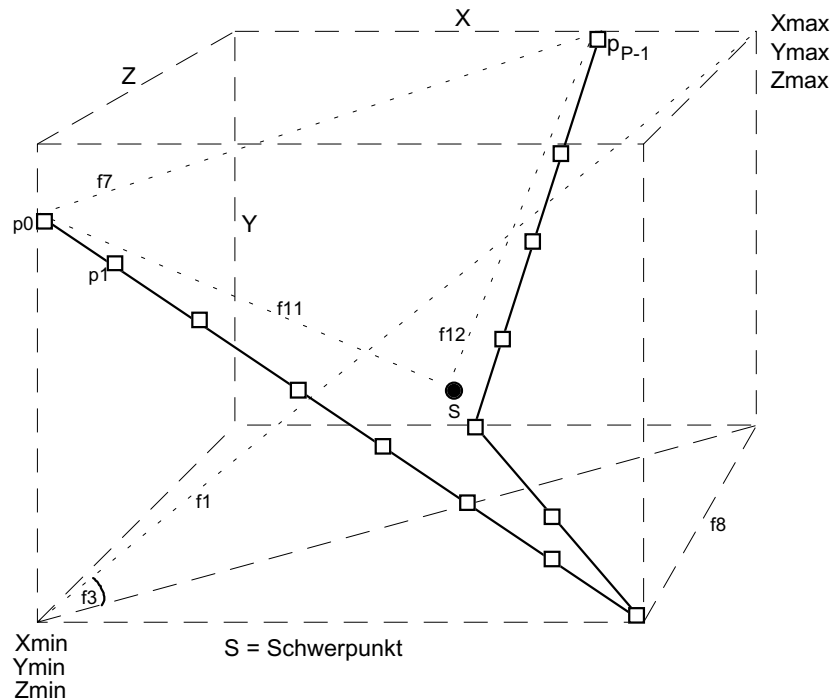 X
Xmax
Ymax
Zmax
pP-1
Z
f7
p0
Y
p1
f11
f12
S
f1
f8
f3
Xmin
Ymin
Zmin
S = Schwerpunkt